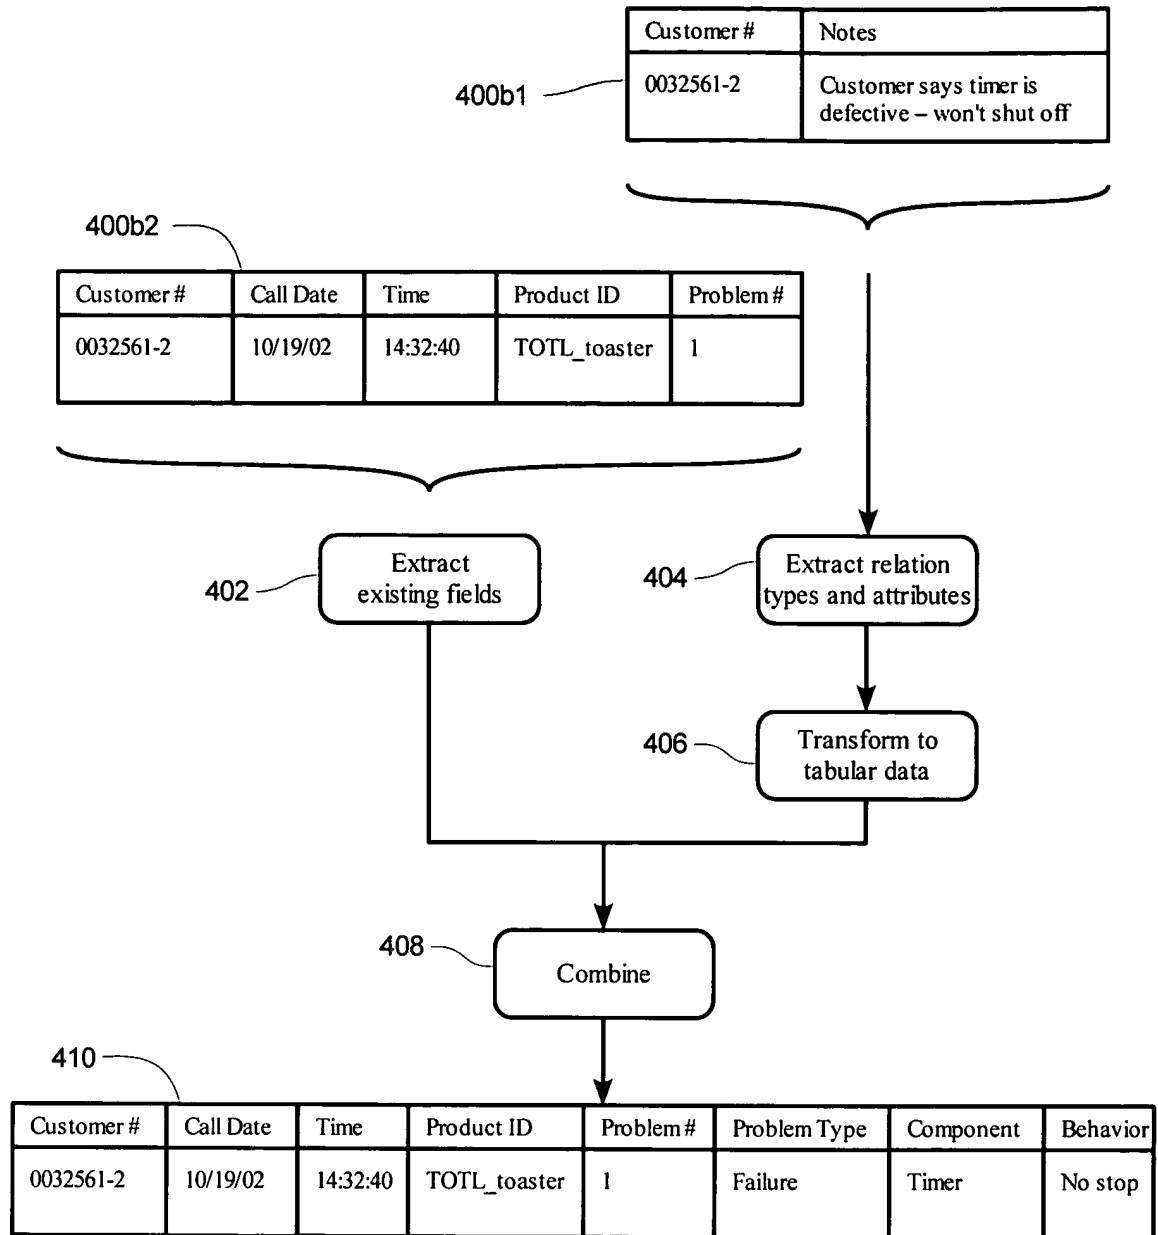 Customer # Notes
400b1
0032561-2 Customer says timer is
defective – won't shut off
400b2
Customer # Call Date Time Product ID Problem #
0032561-2 10/19/02 14:32:40 TOTL_toaster 1
402
Extract
existing fields
404
Extract relation
types and attributes
406
Transform to
tabular data
408
Combine
410
Customer # Call Date Time Product ID Problem # Problem Type Component Behavior
0032561-2 10/19/02 14:32:40 TOTL_toaster 1 Failure Timer No stop